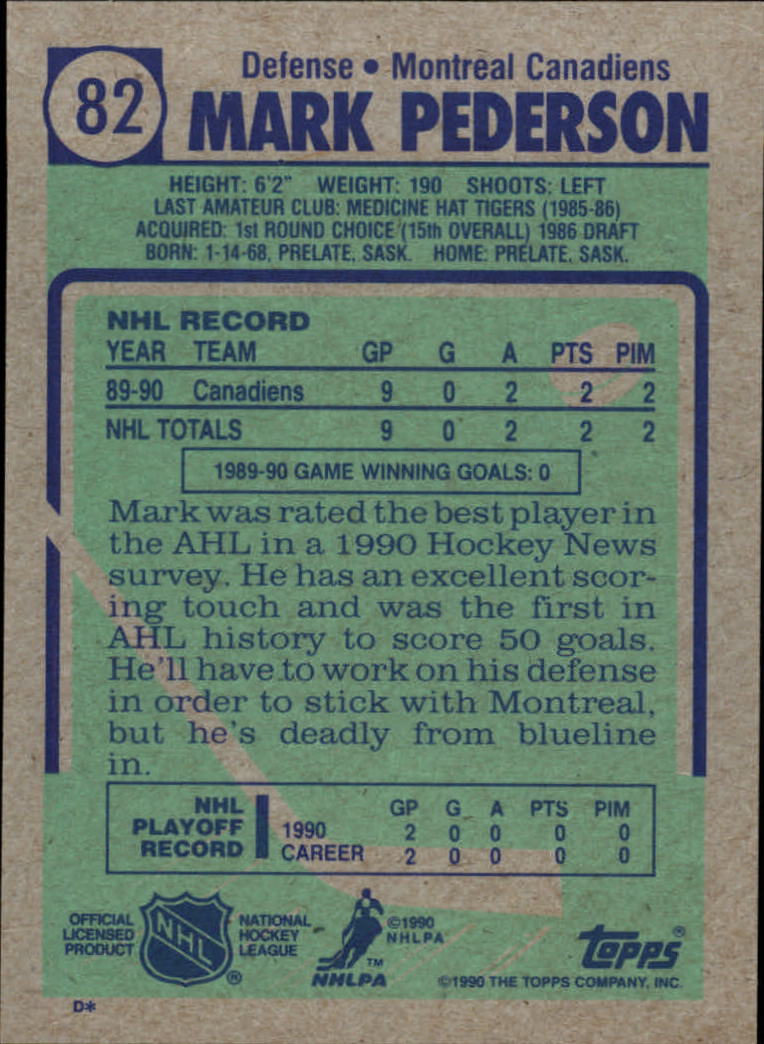 82
Defense • Montreal Canadiens
MARK PEDERSON
HEIGHT: 6'2" WEIGHT: 190 SHOOTS: LEFT
LAST AMATEUR CLUB: MEDICINE HAT TIGERS (1985-86)
ACQUIRED: 1st ROUND CHOICE (15th OVERALL) 1986 DRAFT
BORN: 1-14-68, PRELATE, SASK. HOME: PRELATE, SASK.
NHL RECORD
YEAR TEAM GP G A PTS PIM
89-90 Canadiens 9 0 2 2 2
NHL TOTALS 9 0 2 2 2
1989-90 GAME WINNING GOALS: 0
Mark was rated the best player in
the AHL in a 1990 Hockey News
survey. He has an excellent scor-
ing touch and was the first in
AHL history to score 50 goals.
He'll have to work on his defense
in order to stick with Montreal,
but he's deadly from blueline
in.
NHL PLAYOFF RECORD
GP G A PTS PIM
1990 2 0 0 0 0
CAREER 2 0 0 0 0
OFFICIAL
LICENSED
PRODUCT
NHL
®
NATIONAL
HOCKEY
LEAGUE
TM
NHLPA
©1990
NHLPA
TOPPS®
©1990 THE TOPPS COMPANY, INC.
D*